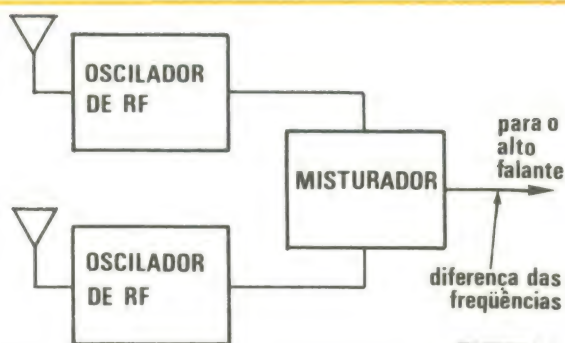 OSCILADOR
DE RF
MISTURADOR
para o
alto
falante
OSCILADOR
DE RF
diferença das
freqüências